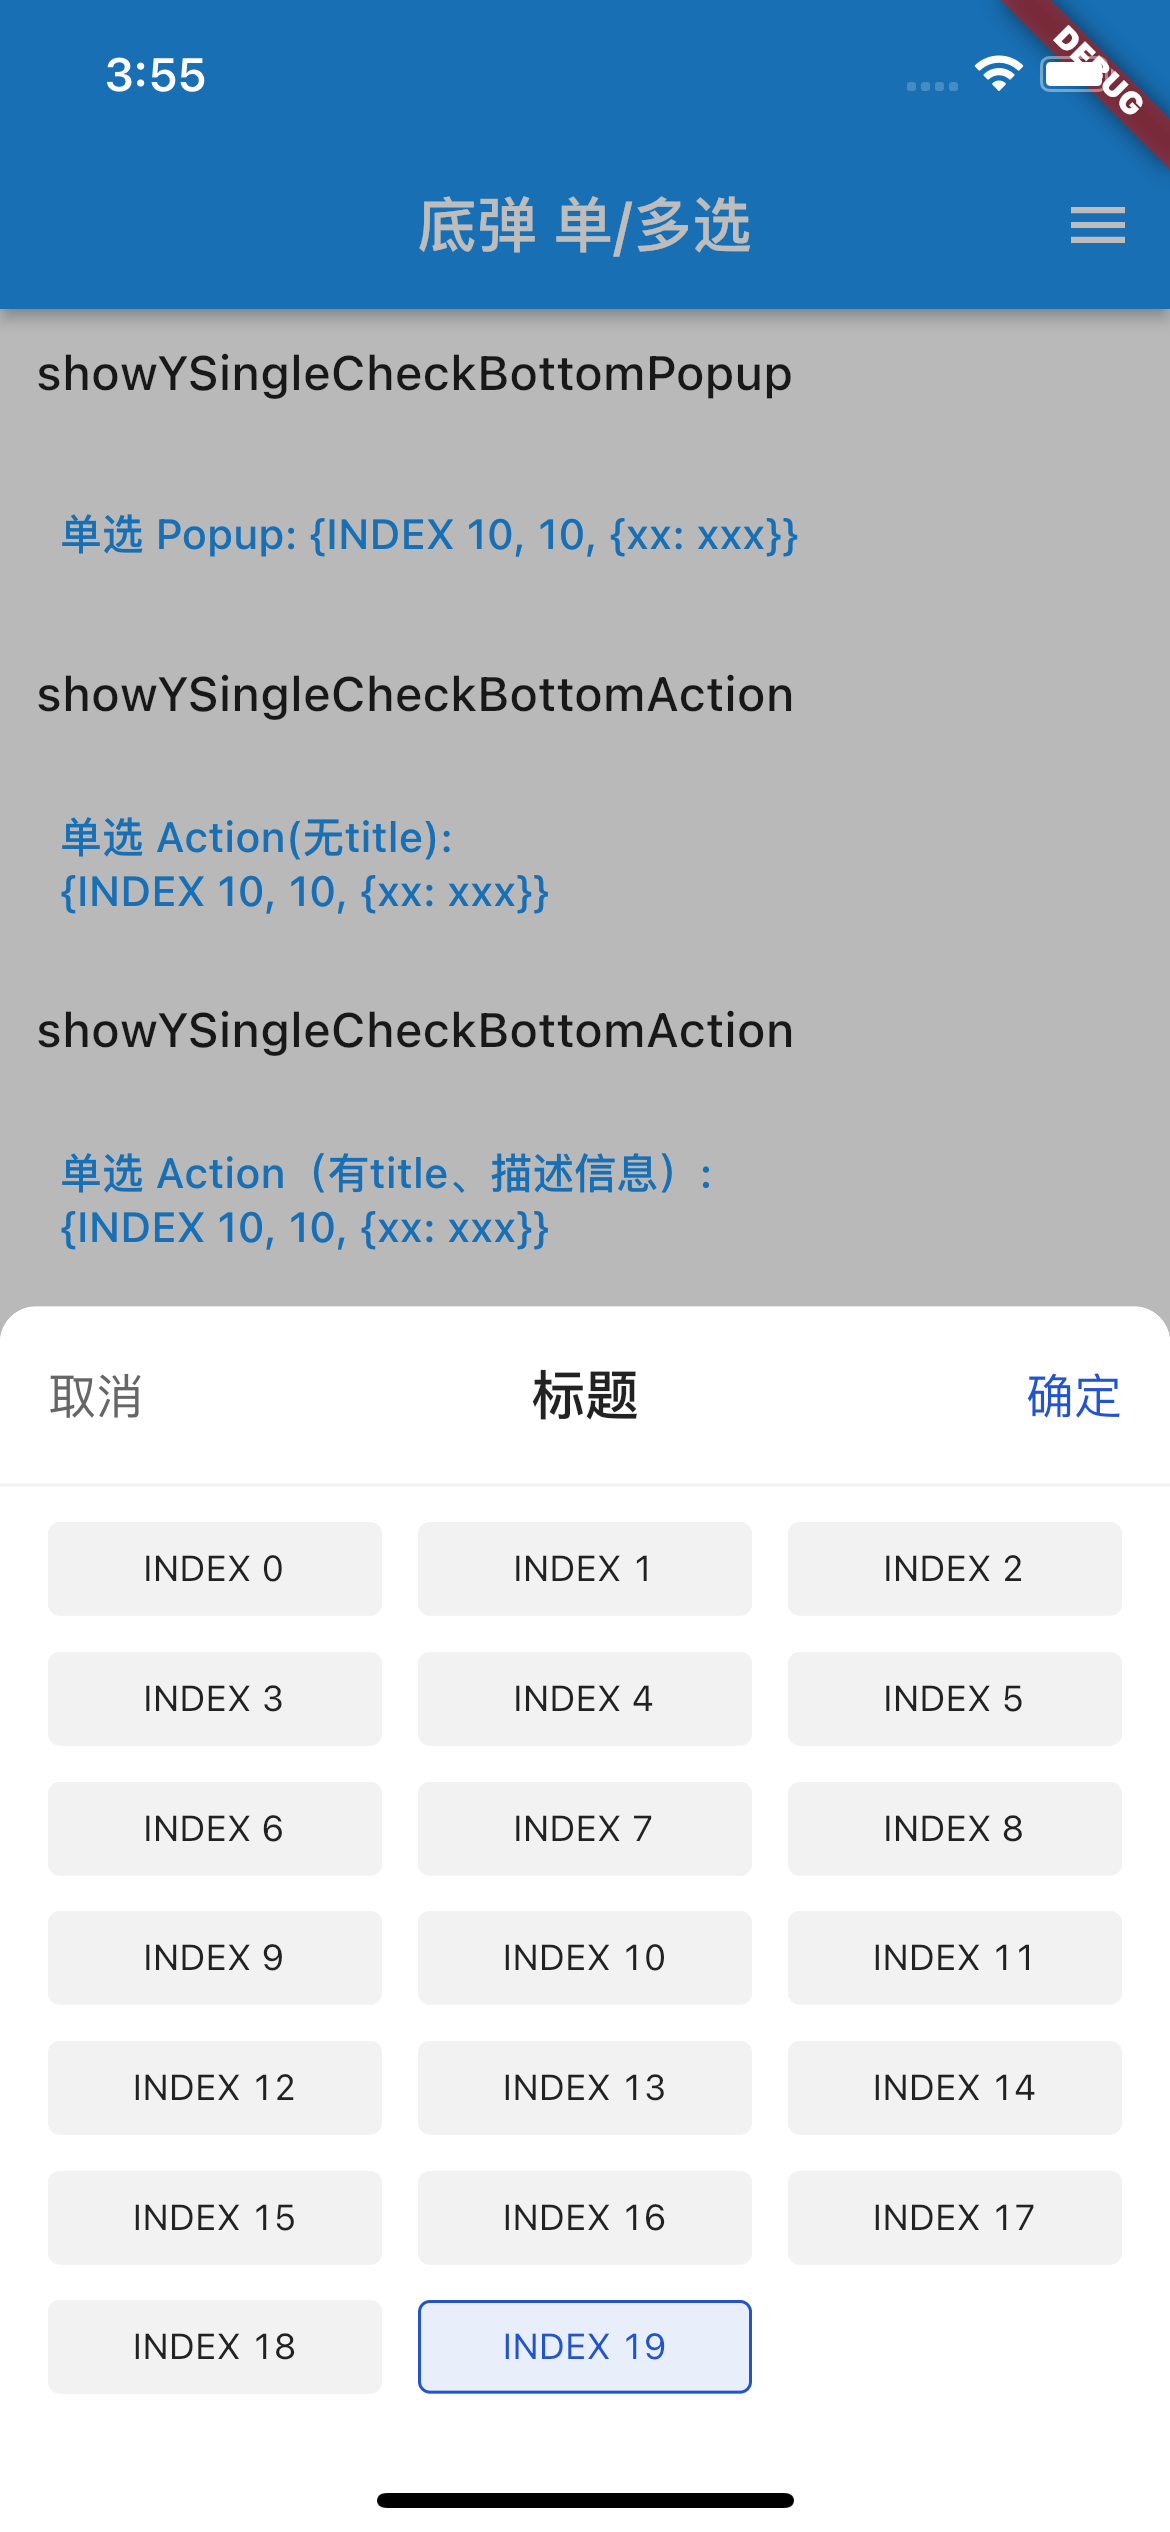 3:55
DEBUG
底弹 单/多选
showYSingleCheckBottomPopup
单选 Popup: {INDEX 10, 10, {xx: xxx}}
showYSingleCheckBottomAction
单选 Action(无title):
{INDEX 10, 10, {xx: xxx}}
showYSingleCheckBottomAction
单选 Action（有title、描述信息）:
{INDEX 10, 10, {xx: xxx}}
取消 标题 确定
INDEX 0 INDEX 1 INDEX 2
INDEX 3 INDEX 4 INDEX 5
INDEX 6 INDEX 7 INDEX 8
INDEX 9 INDEX 10 INDEX 11
INDEX 12 INDEX 13 INDEX 14
INDEX 15 INDEX 16 INDEX 17
INDEX 18 INDEX 19